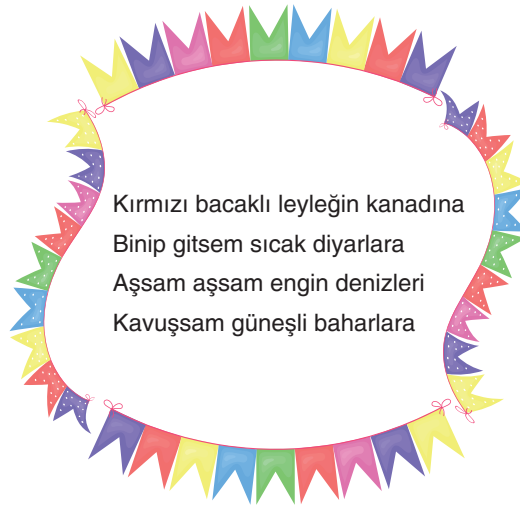 Kırmızı bacaklı leyleğin kanadına
Binip gitsem sıcak diyarlara
Aşsam aşsam engin denizleri
Kavuşsam güneşli baharlara